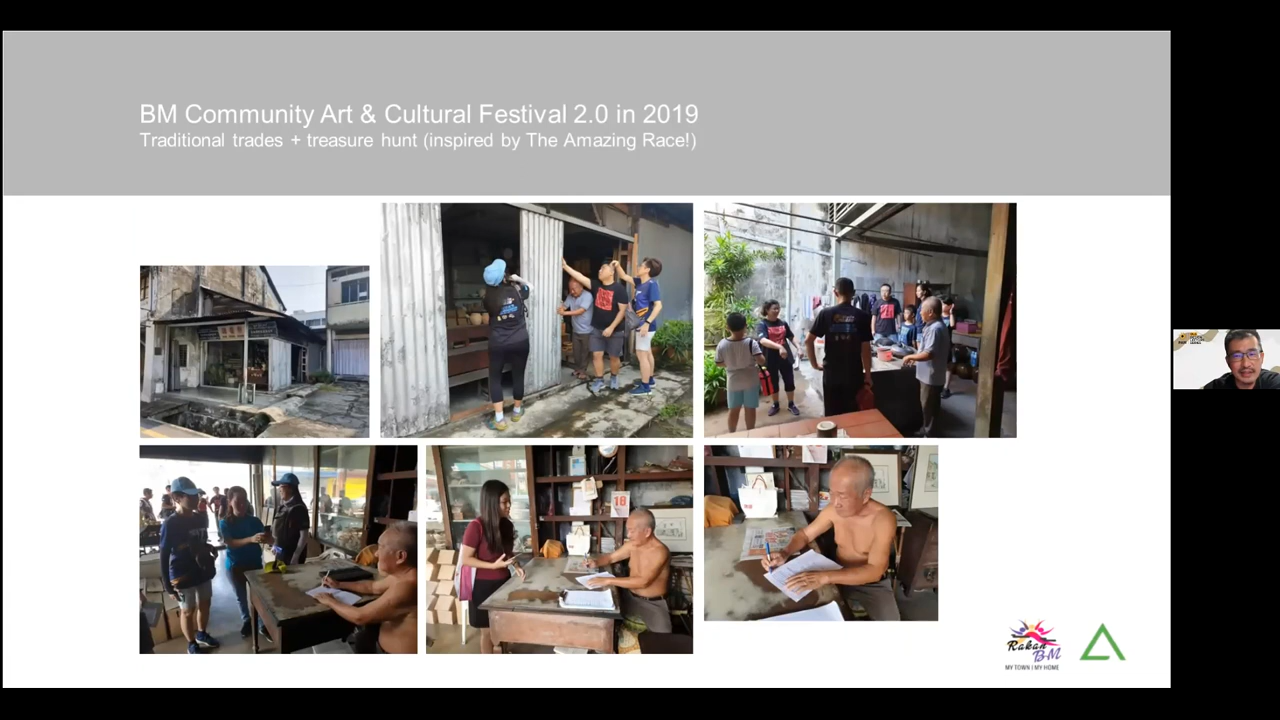 BM Community Art & Cultural Festival 2.0 in 2019
Traditional trades + treasure hunt (inspired by The Amazing Race!)
18
Rakan
BM
MY TOWN | MY HOME